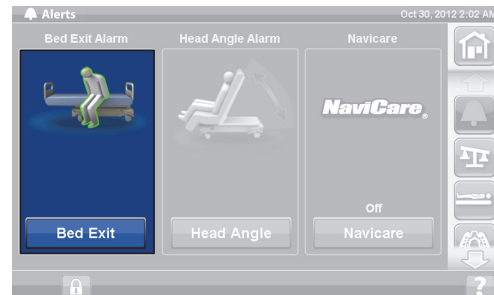 Alerts
Oct 30, 2012 2:02 AM
Bed Exit Alarm
Head Angle Alarm
Navicare
NaviCare®
Off
Bed Exit
Head Angle
Navicare
?